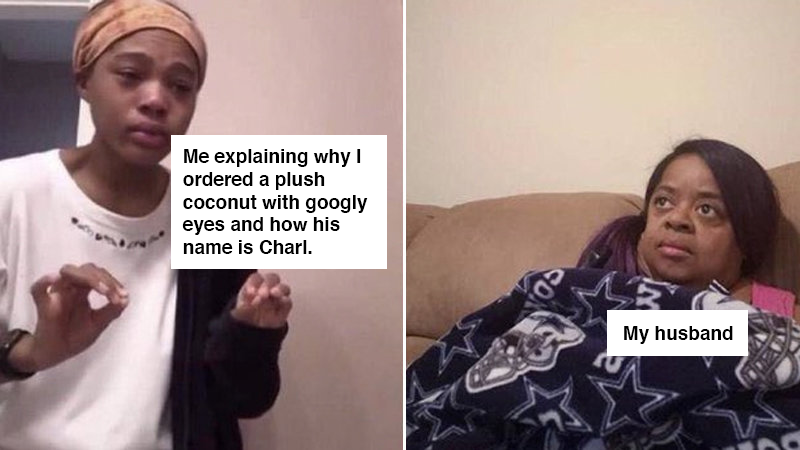 Me explaining why I
ordered a plush
coconut with googly
eyes and how his
name is Charl.
My husband